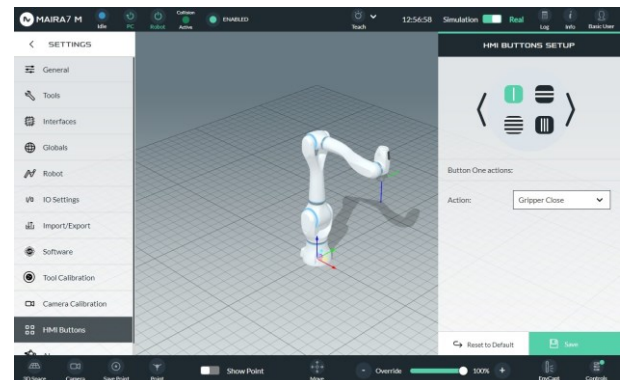 MAIRA7 M
Idle
PC
Robot
Collision
Active
ENABLED
Teach
12:56:58
Simulation
Real
Log
Info
Basic User
SETTINGS
HMI BUTTONS SETUP
General
Tools
Interfaces
Globals
Robot
I/O IO Settings
Import/Export
Software
Tool Calibration
Camera Calibration
HMI Buttons
Button One actions:
Action:
Gripper Close
Reset to Default
Save
3D Space
Camera
Save Point
Point
Show Point
Move
- Override
100% +
EnvCast
Controls